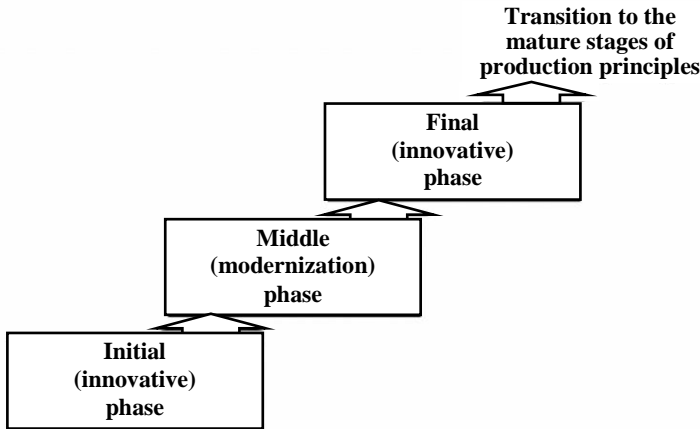 Transition to the
mature stages of
production principles
Final
(innovative)
phase
Middle
(modernization)
phase
Initial
(innovative)
phase